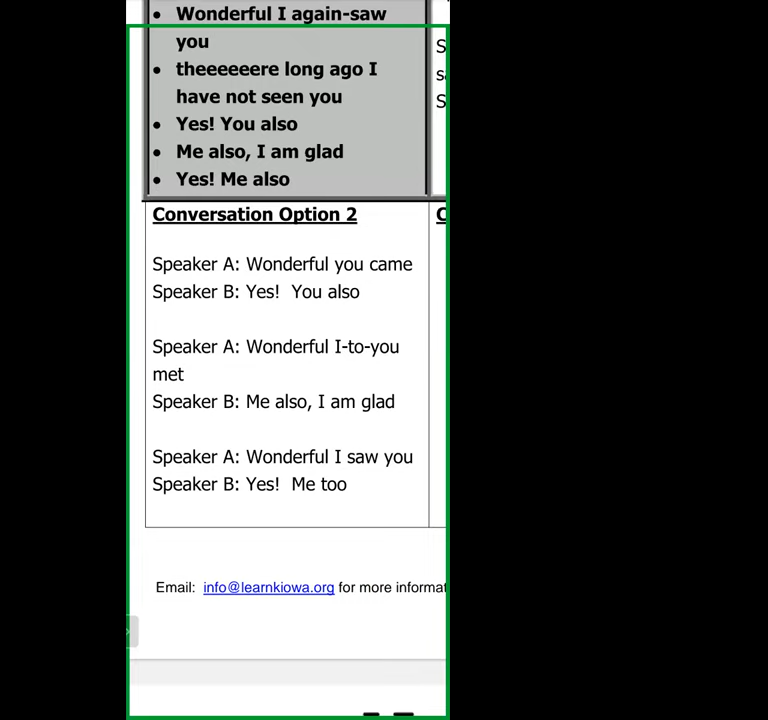 Wonderful I again-saw
you
theeeeeere long ago I
have not seen you
Yes! You also
Me also, I am glad
Yes! Me also
Conversation Option 2
Speaker A: Wonderful you came
Speaker B: Yes! You also
Speaker A: Wonderful I-to-you
met
Speaker B: Me also, I am glad
Speaker A: Wonderful I saw you
Speaker B: Yes! Me too
Email: info@learnkiowa.org for more